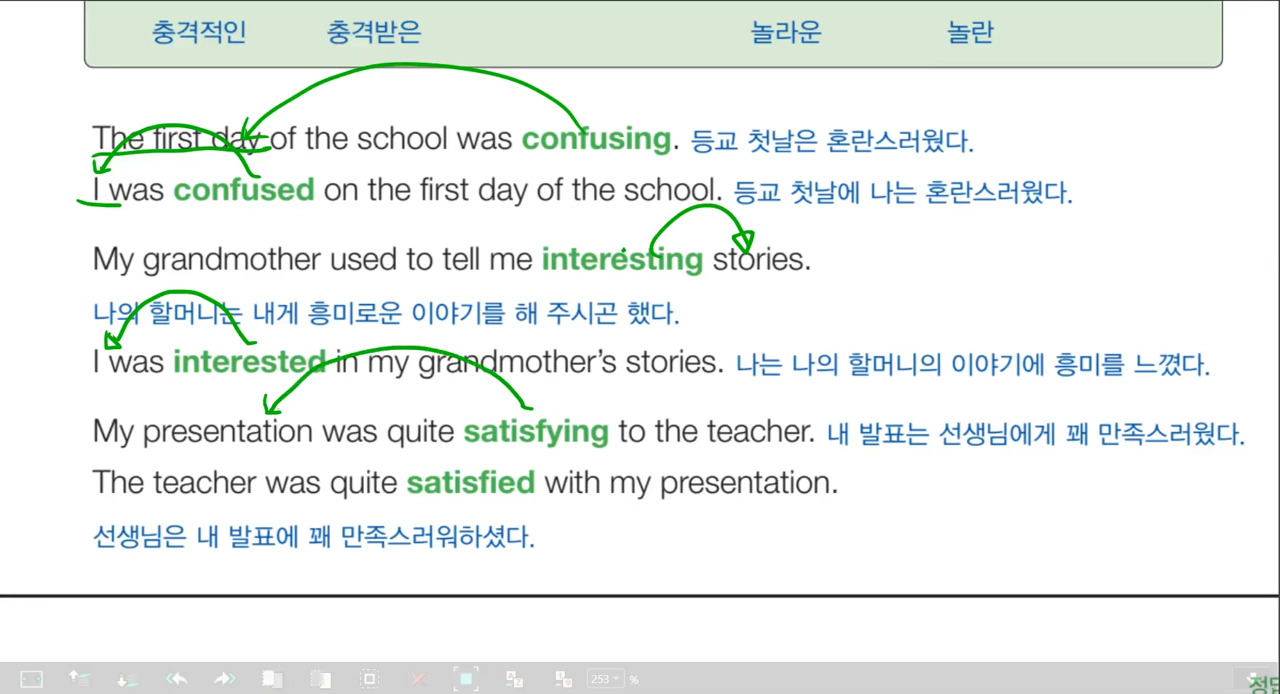 충격적인 충격받은 놀라운 놀란
The first day of the school was confusing. 등교 첫날은 혼란스러웠다.
I was confused on the first day of the school. 등교 첫날에 나는 혼란스러웠다.
My grandmother used to tell me interesting stories.
나의 할머니는 내게 흥미로운 이야기를 해 주시곤 했다.
I was interested in my grandmother's stories. 나는 나의 할머니의 이야기에 흥미를 느꼈다.
My presentation was quite satisfying to the teacher. 내 발표는 선생님에게 꽤 만족스러웠다.
The teacher was quite satisfied with my presentation.
선생님은 내 발표에 꽤 만족스러워하셨다.
253 %